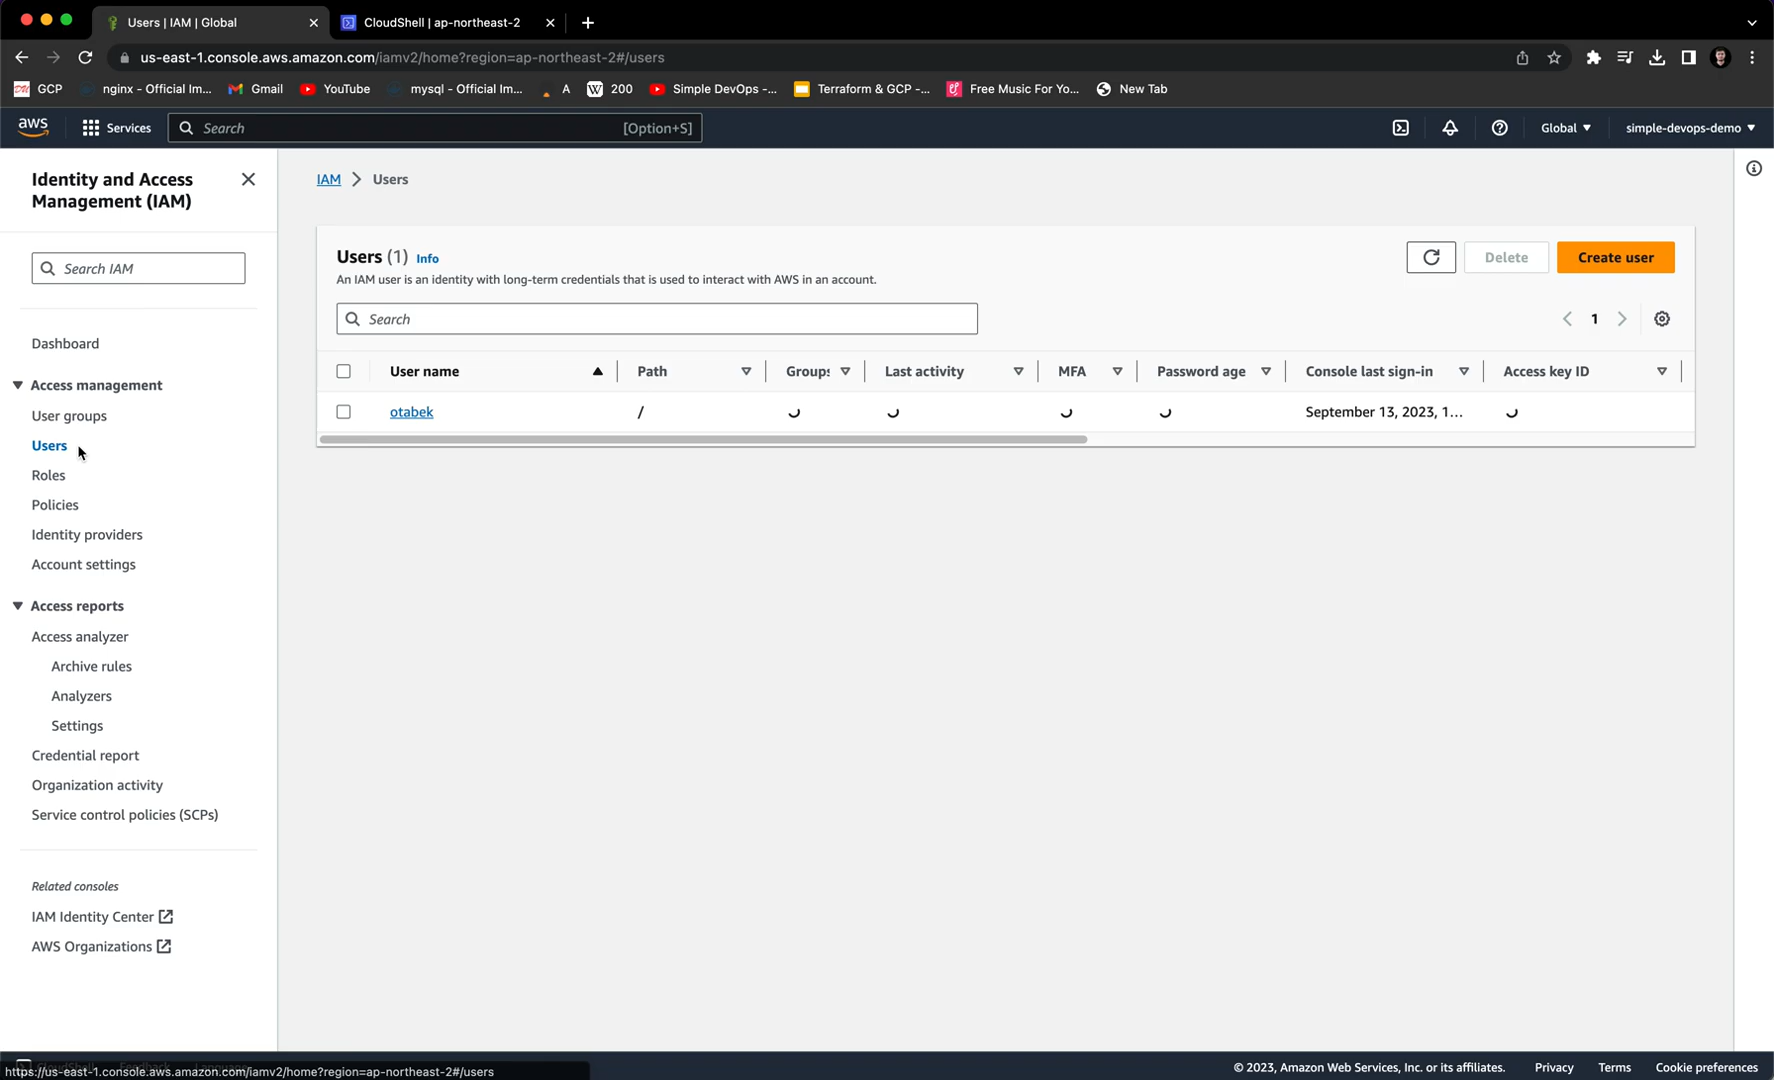 Users | IAM | Global
CloudShell | ap-northeast-2
us-east-1.console.aws.amazon.com/iamv2/home?region=ap-northeast-2#/users
GCP
nginx - Official Im...
Gmail
YouTube
mysql - Official Im...
A
200
Simple DevOps -...
Terraform & GCP -...
Free Music For Yo...
New Tab
aws
Services
Search
[Option+S]
Global
simple-devops-demo
Identity and Access
Management (IAM)
Search IAM
Dashboard
Access management
User groups
Users
Roles
Policies
Identity providers
Account settings
Access reports
Access analyzer
Archive rules
Analyzers
Settings
Credential report
Organization activity
Service control policies (SCPs)
Related consoles
IAM Identity Center
AWS Organizations
IAM
Users
Users (1) Info
An IAM user is an identity with long-term credentials that is used to interact with AWS in an account.
Delete
Create user
Search
1
User name
Path
Groups
Last activity
MFA
Password age
Console last sign-in
Access key ID
otabek
/
September 13, 2023, 1...
https://us-east-1.console.aws.amazon.com/iamv2/home?region=ap-northeast-2#/users
© 2023, Amazon Web Services, Inc. or its affiliates.
Privacy
Terms
Cookie preferences